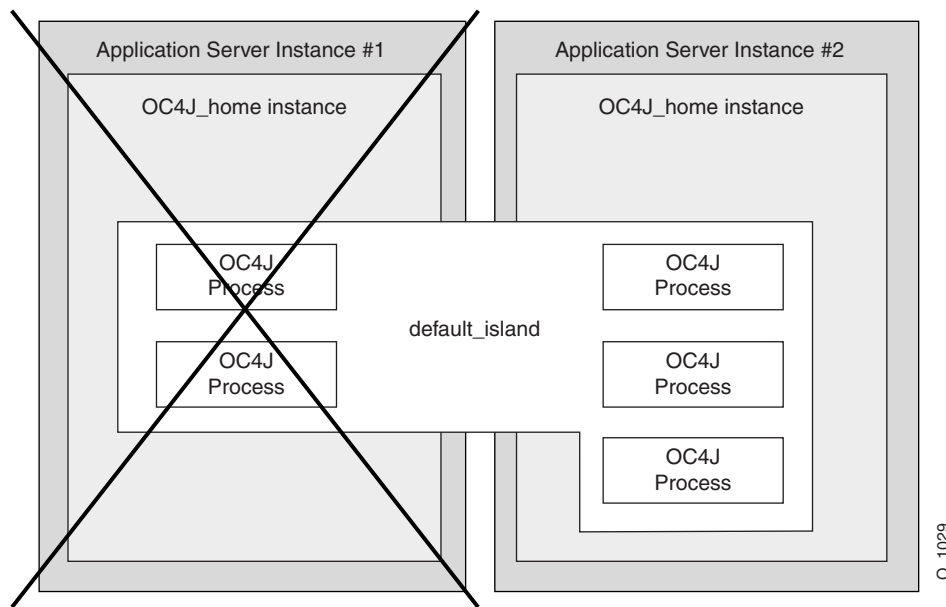 Application Server Instance #1
Application Server Instance #2
OC4J_home instance
OC4J_home instance
OC4J
Process
OC4J
Process
default_island
OC4J
Process
OC4J
Process
OC4J
Process
O_1029